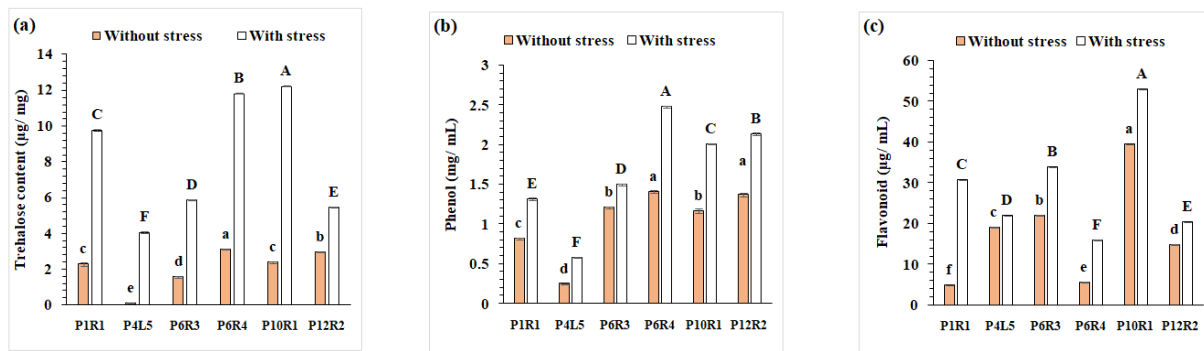 (a)
Without stress With stress
Trehalose content (µg/ mg)
14
12
10
8
6
4
2
0
c C
e F
d D
a B
c A
b E
P1R1 P4L5 P6R3 P6R4 P10R1 P12R2
(b)
Without stress With stress
Phenol (mg/ mL)
3
2.5
2
1.5
1
0.5
0
c E
d F
b D
a A
b C
a B
P1R1 P4L5 P6R3 P6R4 P10R1 P12R2
(c)
Without stress With stress
Flavonoid (µg/ mL)
60
50
40
30
20
10
0
f C
c D
b B
e F
a A
d E
P1R1 P4L5 P6R3 P6R4 P10R1 P12R2